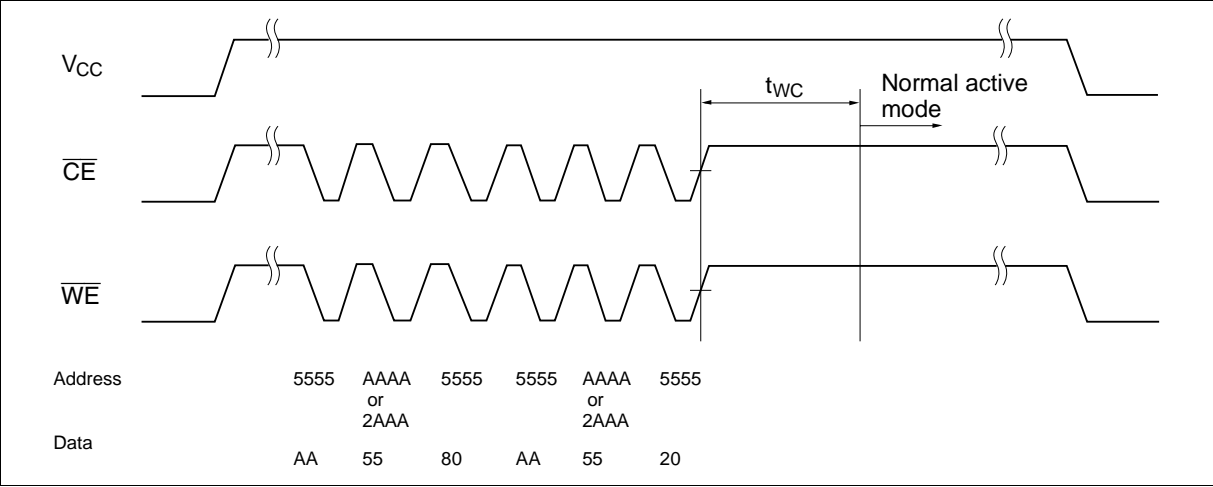 VCC
tWC
Normal active
mode
CE
WE
Address 5555 AAAA 5555 5555 AAAA 5555
or or
2AAA 2AAA
Data
AA 55 80 AA 55 20